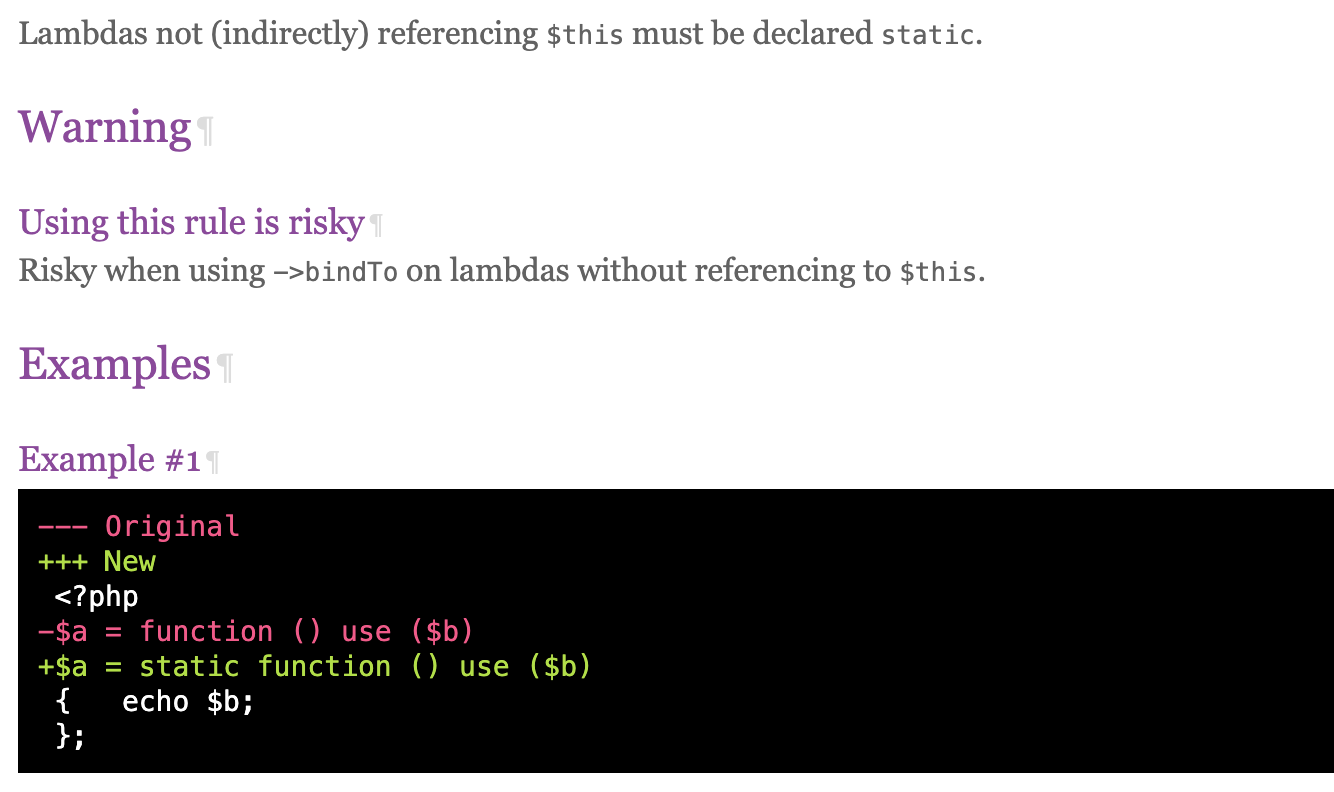 Lambdas not (indirectly) referencing $this must be declared static.
Warning¶
Using this rule is risky¶
Risky when using ->bindTo on lambdas without referencing to $this.
Examples¶
Example #1¶
--- Original
+++ New
 <?php
-$a = function () use ($b)
+$a = static function () use ($b)
 {   echo $b;
 };